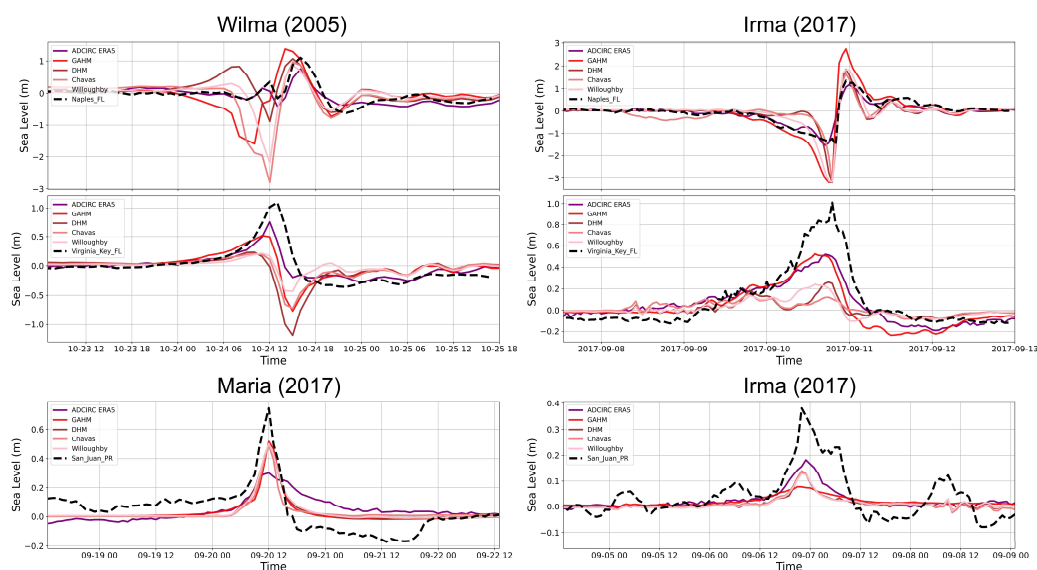 Wilma (2005)
Irma (2017)
ADCIRC ERA5
GAHM
DHM
Chavas
Willoughby
Naples_FL
Sea Level (m)
1
0
−1
−2
−3
ADCIRC ERA5
GAHM
DHM
Chavas
Willoughby
Naples_FL
Sea Level (m)
3
2
1
0
−1
−2
−3
ADCIRC ERA5
GAHM
DHM
Chavas
Willoughby
Virginia_Key_FL
Sea Level (m)
1.0
0.5
0.0
−0.5
−1.0
10-23 12 10-23 18 10-24 00 10-24 06 10-24 12 10-24 18 10-25 00 10-25 06 10-25 12 10-25 18
Time
ADCIRC ERA5
GAHM
DHM
Chavas
Willoughby
Virginia_Key_FL
Sea Level (m)
1.0
0.8
0.6
0.4
0.2
0.0
−0.2
2017-09-08 2017-09-09 2017-09-10 2017-09-11 2017-09-12 2017-09-13
Time
Maria (2017)
Irma (2017)
ADCIRC ERA5
GAHM
DHM
Chavas
Willoughby
San_Juan_PR
Sea Level (m)
0.6
0.4
0.2
0.0
−0.2
09-19 00 09-19 12 09-20 00 09-20 12 09-21 00 09-21 12 09-22 00 09-22 12
Time
ADCIRC ERA5
GAHM
DHM
Chavas
Willoughby
San_Juan_PR
Sea Level (m)
0.4
0.3
0.2
0.1
0.0
−0.1
09-05 00 09-05 12 09-06 00 09-06 12 09-07 00 09-07 12 09-08 00 09-08 12 09-09 00
Time